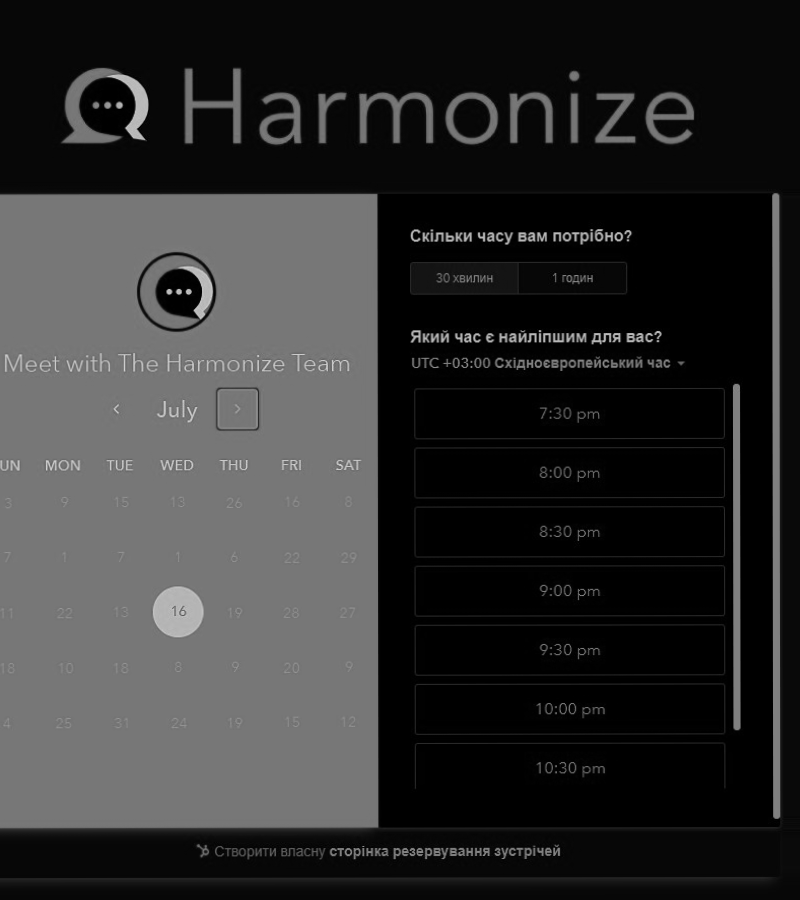 Harmonize
Meet with The Harmonize Team
July
UN MON TUE WED THU FRI SAT
3 9 15 13 26 16 8
7 1 7 1 6 22 29
11 22 13 16 19 28 27
18 10 18 8 9 20 9
4 25 31 24 19 15 12
Скільки часу вам потрібно?
30 хвилин 1 годин
Який час є найліпшим для вас?
UTC +03:00 Східноєвропейський час
7:30 pm
8:00 pm
8:30 pm
9:00 pm
9:30 pm
10:00 pm
10:30 pm
Створити власну сторінка резервування зустрічей